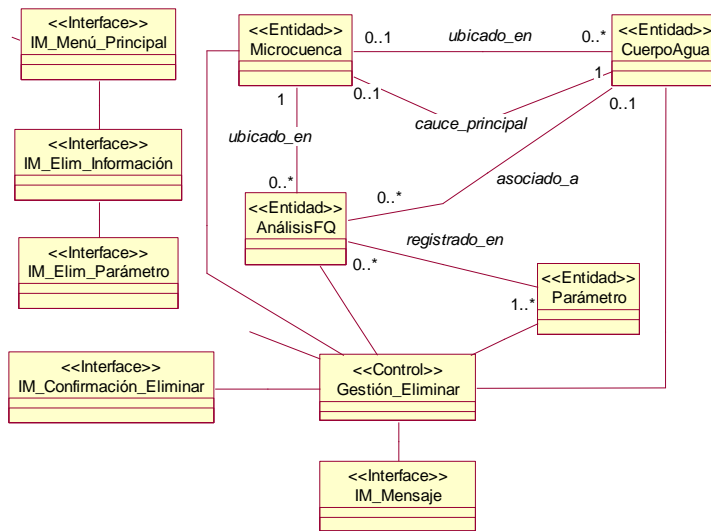 <<Interface>>
IM_Menú_Principal
<<Interface>>
IM_Elim_Información
<<Interface>>
IM_Elim_Parámetro
<<Entidad>>
Microcuenca
0..1
ubicado_en
0..*
<<Entidad>>
CuerpoAgua
1
0..1
cauce_principal
1
0..1
ubicado_en
asociado_a
0..*
0..*
<<Entidad>>
AnálisisFQ
0..*
registrado_en
1..*
<<Entidad>>
Parámetro
<<Interface>>
IM_Confirmación_Eliminar
<<Control>>
Gestión_Eliminar
<<Interface>>
IM_Mensaje